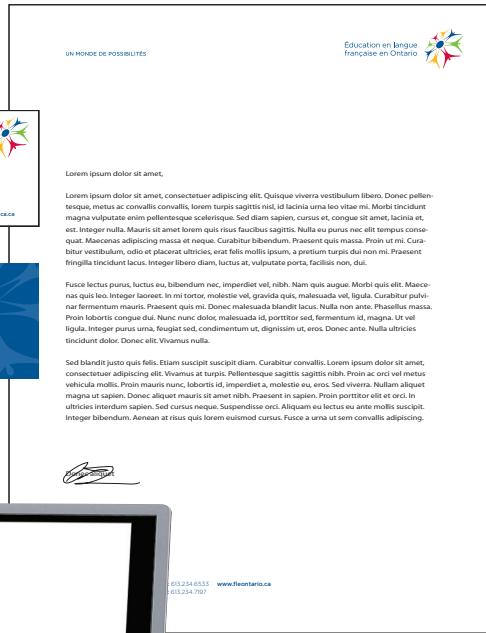 UN MONDE DE POSSIBILITÉS
Éducation en langue
française en Ontario
ca.ca
Lorem ipsum dolor sit amet,
Lorem ipsum dolor sit amet, consectetuer adipiscing elit. Quisque viverra vestibulum libero. Donec pellen-
tesque, metus ac convallis convallis, lorem turpis sagittis nisl, id lacinia urna leo vitae mi. Morbi tincidunt
magna vulputate enim pellentesque scelerisque. Sed diam sapien, cursus et, congue sit amet, lacinia et,
est. Integer nulla. Mauris sit amet lorem quis risus faucibus sagittis. Nulla eu purus nec elit tempus conse-
quat. Maecenas adipiscing massa et neque. Curabitur bibendum. Praesent quis massa. Proin ut mi. Cura-
bitur vestibulum, odio et placerat ultricies, erat felis mollis ipsum, a pretium turpis dui non mi. Praesent
fringilla tincidunt lacus. Integer libero diam, luctus at, vulputate porta, facilisis non, dui.
Fusce lectus purus, luctus eu, bibendum nec, imperdiet vel, nibh. Nam quis augue. Morbi quis elit. Maece-
nas quis leo. Integer laoreet. In mi tortor, molestie vel, gravida quis, malesuada vel, ligula. Curabitur pulvi-
nar fermentum mauris. Praesent quis mi. Donec malesuada blandit lacus. Nulla non ante. Phasellus massa.
Proin lobortis congue dui. Nunc nunc dolor, malesuada id, porttitor sed, fermentum id, magna. Ut vel
ligula. Integer purus urna, feugiat sed, condimentum ut, dignissim ut, eros. Donec ante. Nulla ultricies
tincidunt dolor. Donec elit. Vivamus nulla.
Sed blandit justo quis felis. Etiam suscipit suscipit diam. Curabitur convallis. Lorem ipsum dolor sit amet,
consectetuer adipiscing elit. Vivamus at turpis. Pellentesque sagittis sagittis nibh. Proin ac orci vel metus
vehicula mollis. Proin mauris nunc, lobortis id, imperdiet a, molestie eu, eros. Sed viverra. Nullam aliquet
magna ut sapien. Donec aliquet mauris sit amet nibh. Praesent in sapien. Proin porttitor elit et orci. In
ultricies interdum sapien. Sed cursus neque. Suspendisse orci. Aliquam eu lectus eu ante mollis suscipit.
Integer bibendum. Aenean at risus quis lorem euismod cursus. Fusce a urna ut sem convallis adipiscing.
Donec aliquet
613.234.6533 www.fleontario.ca
613.234.7197